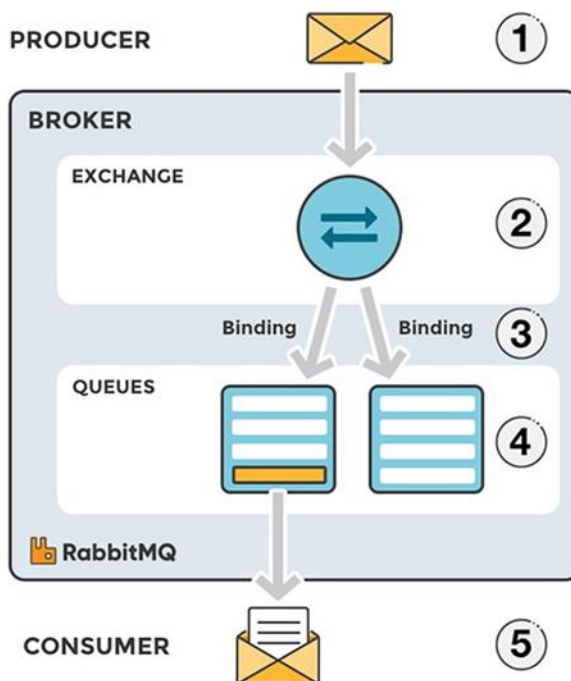 PRODUCER
1
BROKER
EXCHANGE
2
Binding Binding
3
QUEUES
4
RabbitMQ
CONSUMER
5